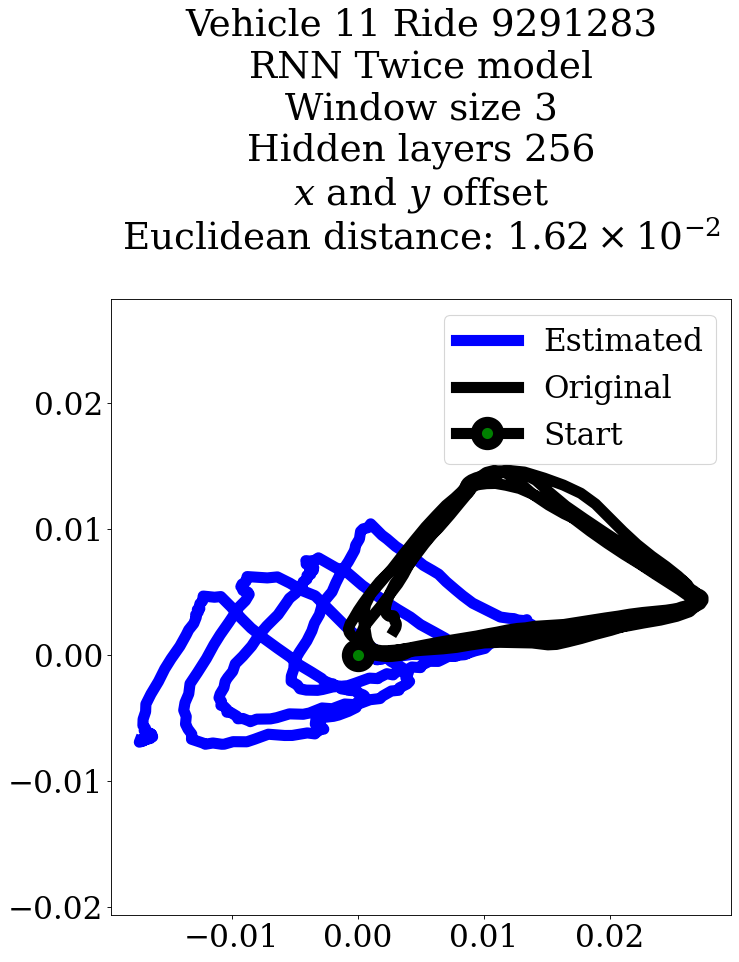 Vehicle 11 Ride 9291283
RNN Twice model
Window size 3
Hidden layers 256
x and y offset
Euclidean distance: 1.62 × 10⁻²
Estimated
Original
Start
0.02
0.01
0.00
−0.01
−0.02
−0.01 0.00 0.01 0.02